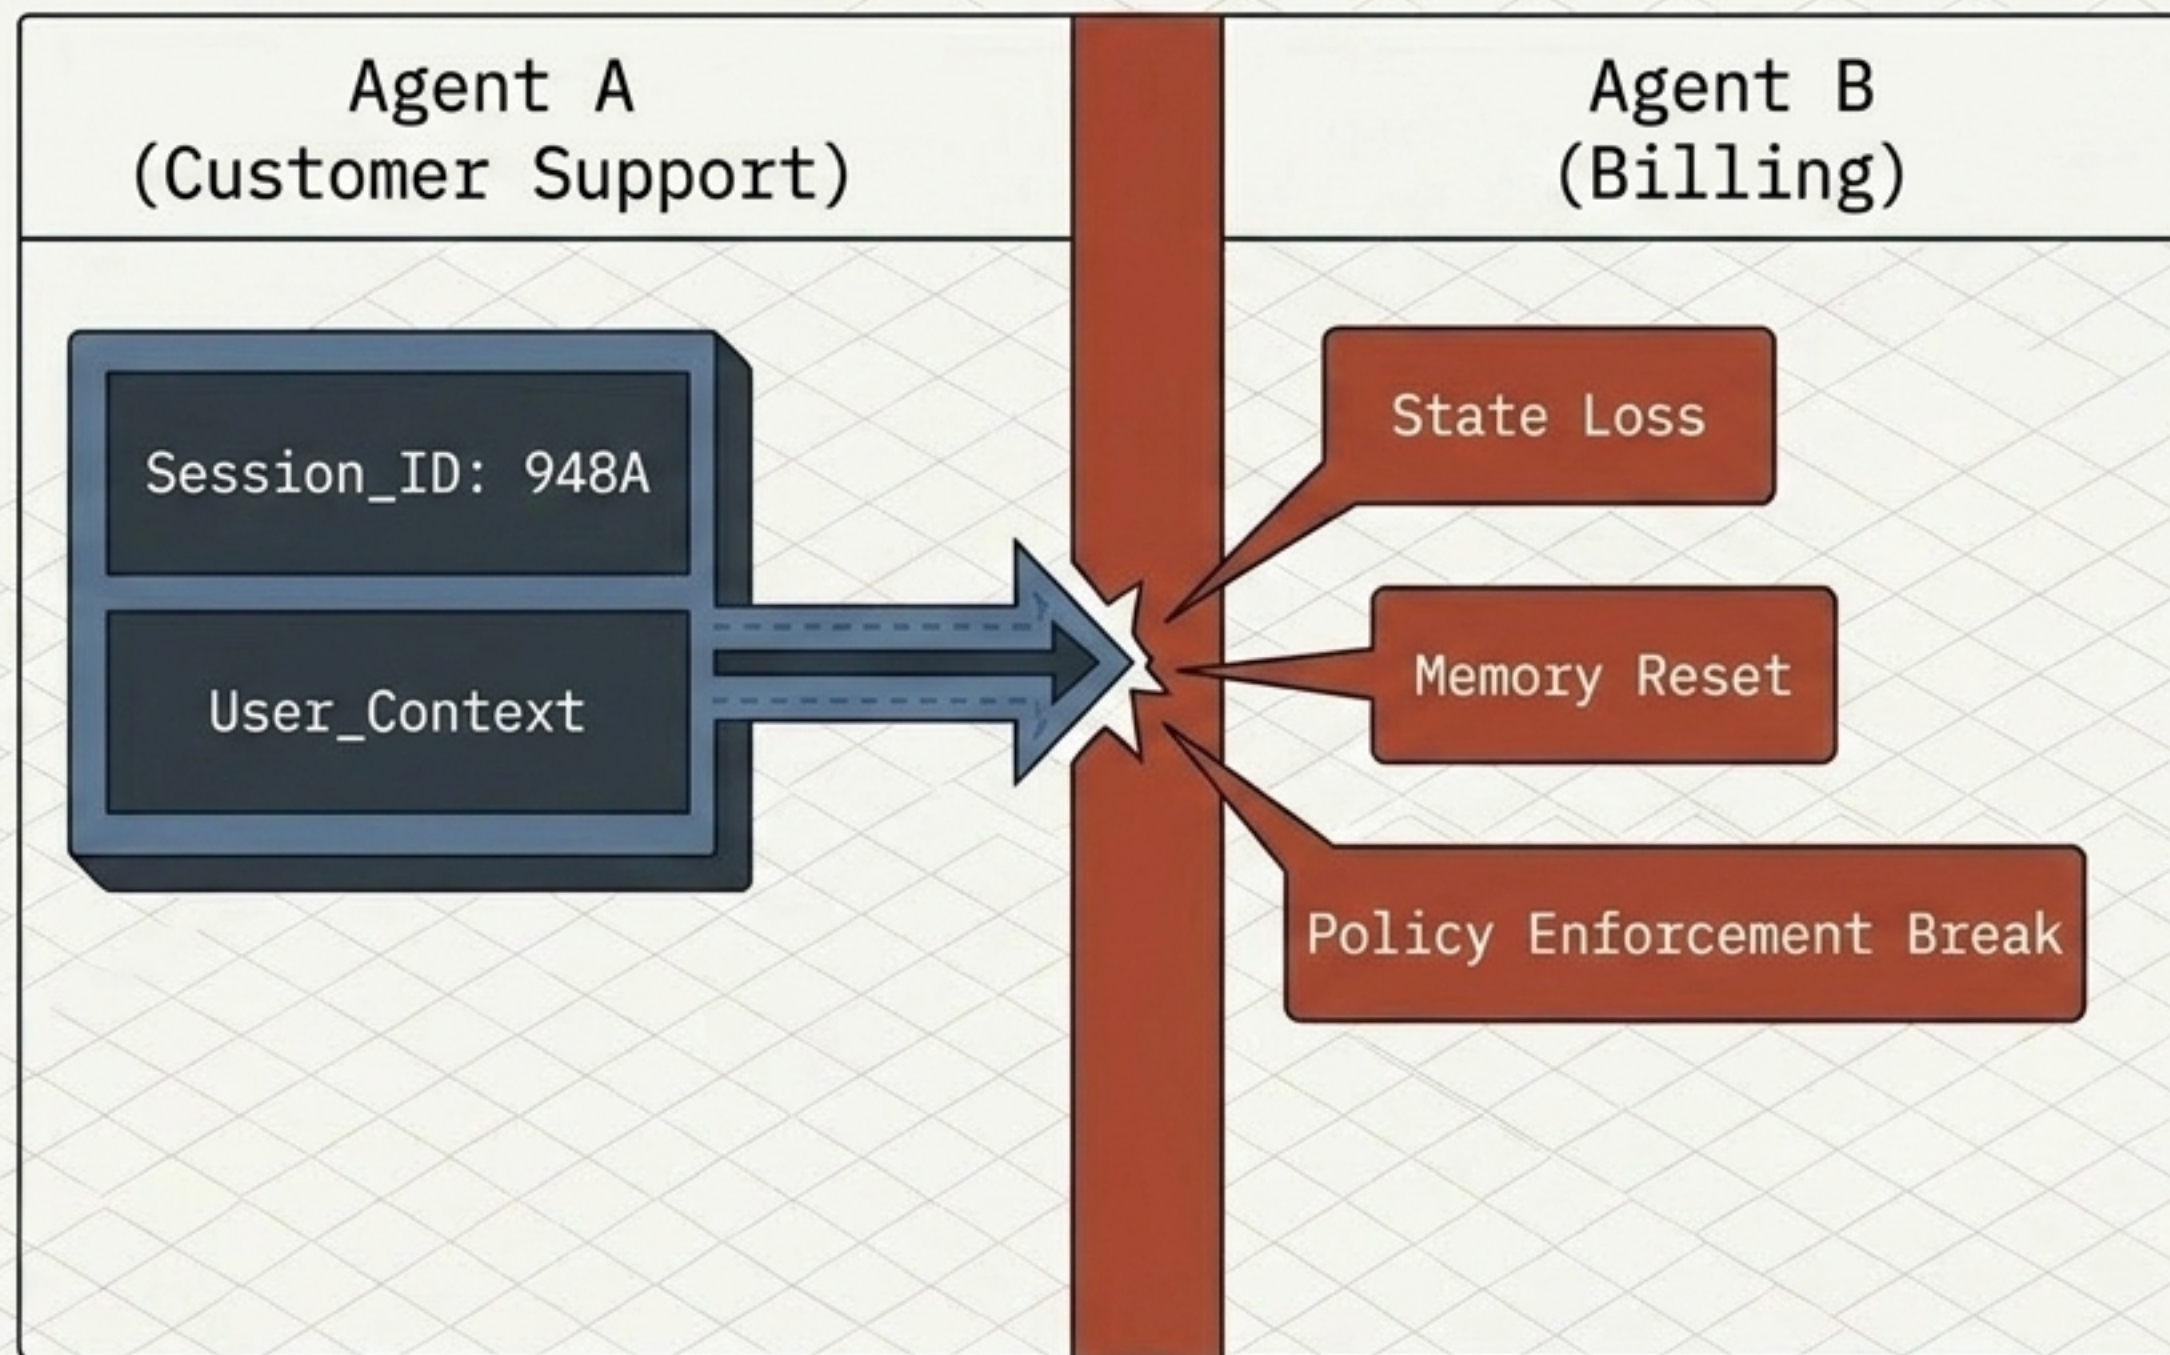 Agent A
(Customer Support)
Agent B
(Billing)
Session_ID: 948A
User_Context
State Loss
Memory Reset
Policy Enforcement Break